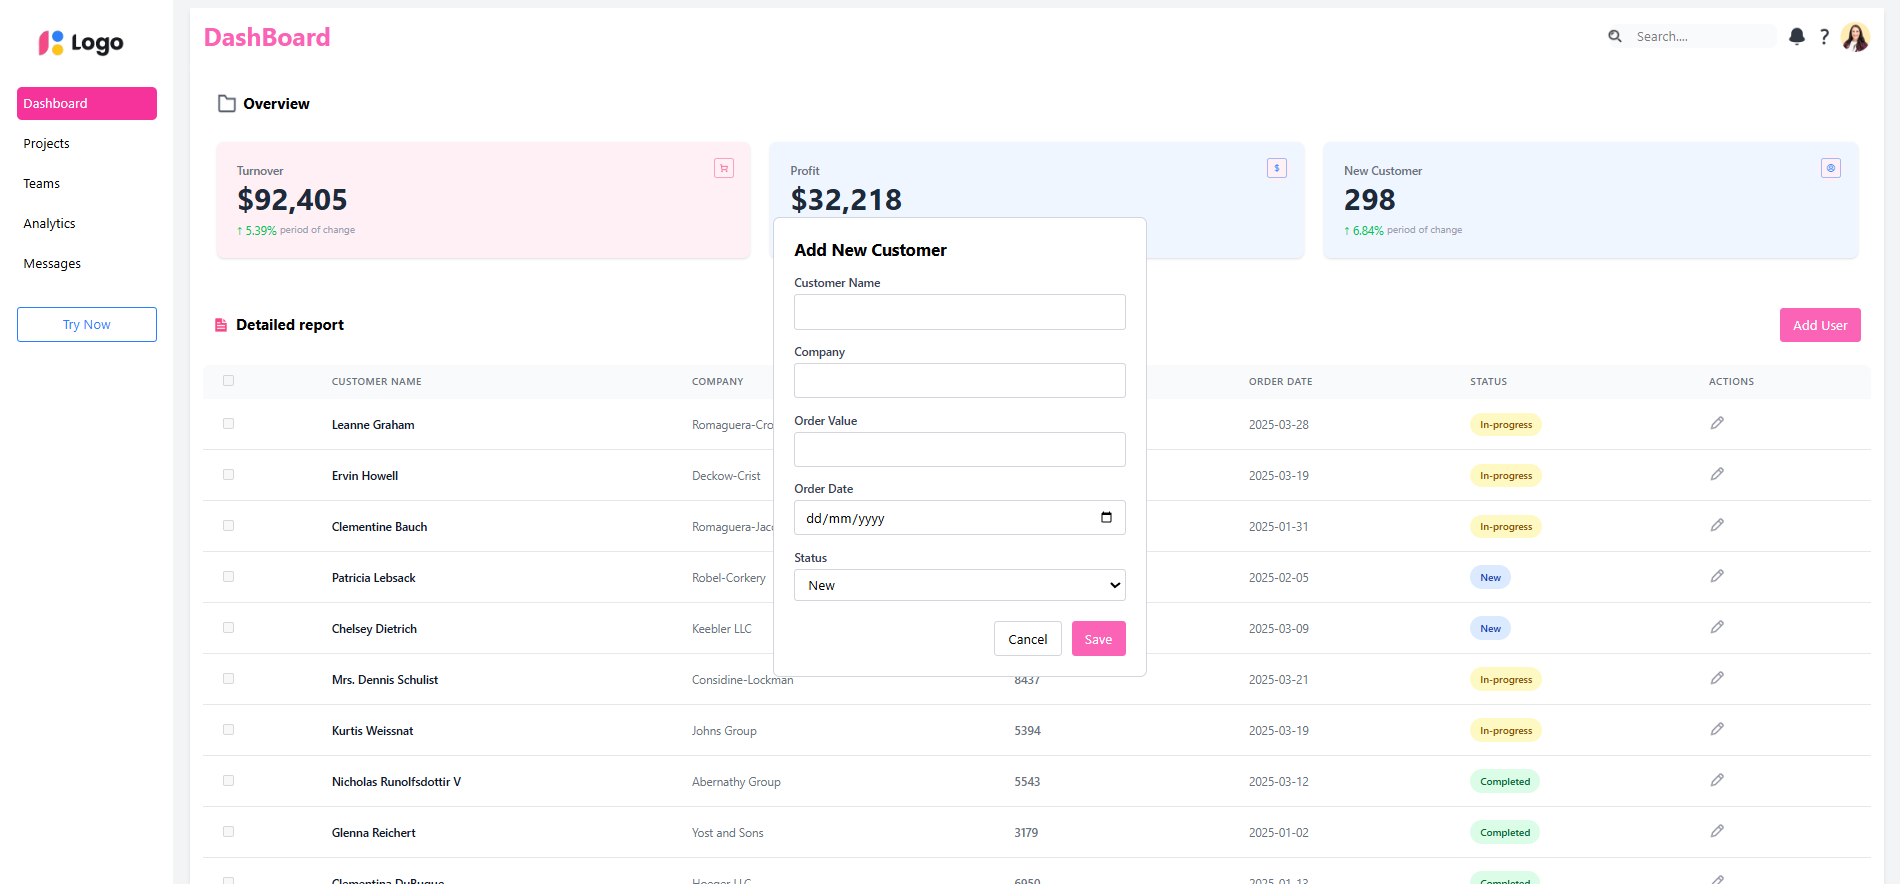 Logo
Dashboard
Projects
Teams
Analytics
Messages
Try Now
DashBoard
Search....
?
Overview
Turnover
$92,405
↑ 5.39% period of change
Profit
$32,218
$
New Customer
298
↑ 6.84% period of change
Detailed report
Add User
CUSTOMER NAME COMPANY ORDER DATE STATUS ACTIONS
Leanne Graham Romaguera-Cro 2025-03-28 In-progress
Ervin Howell Deckow-Crist 2025-03-19 In-progress
Clementine Bauch Romaguera-Jac 2025-01-31 In-progress
Patricia Lebsack Robel-Corkery 2025-02-05 New
Chelsey Dietrich Keebler LLC 2025-03-09 New
Mrs. Dennis Schulist Considine-Lockman 8437 2025-03-21 In-progress
Kurtis Weissnat Johns Group 5394 2025-03-19 In-progress
Nicholas Runolfsdottir V Abernathy Group 5543 2025-03-12 Completed
Glenna Reichert Yost and Sons 3179 2025-01-02 Completed
Clementina DuBuque Hoeger LLC 6950 2025-01-13 Completed
Add New Customer
Customer Name
Company
Order Value
Order Date
dd/mm/yyyy
Status
New
Cancel
Save